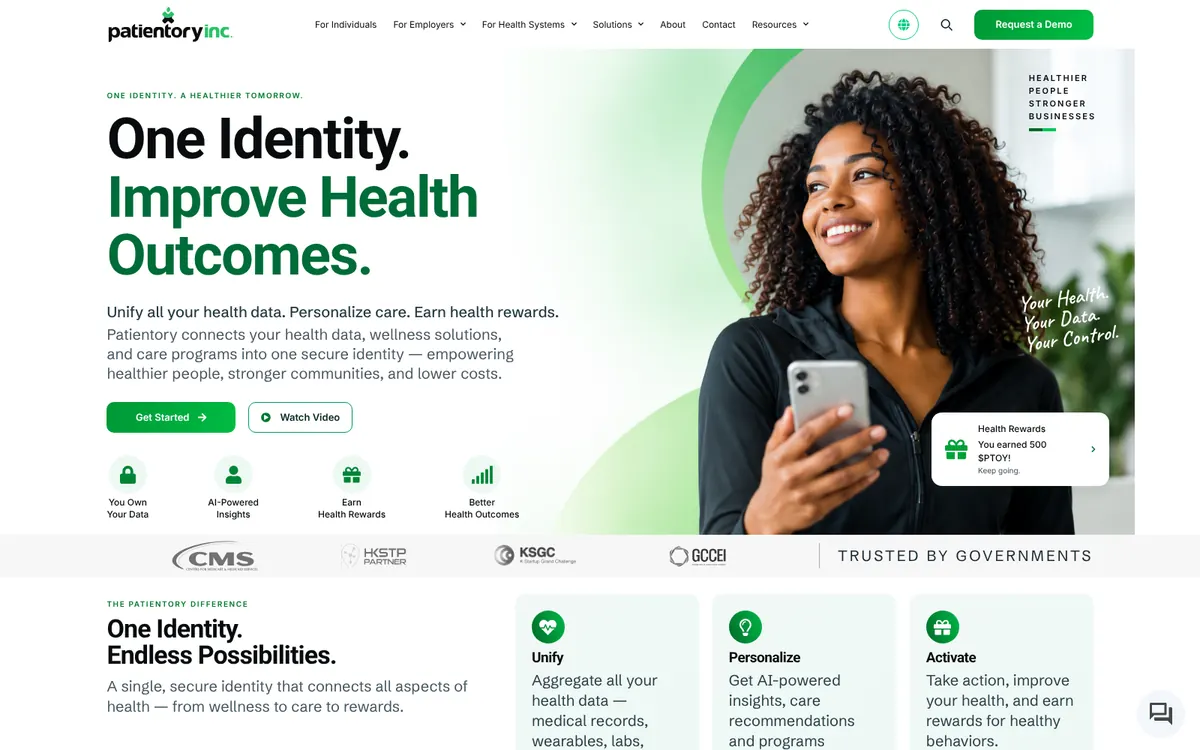 patientory inc.
For Individuals
For Employers
For Health Systems
Solutions
About
Contact
Resources
Request a Demo
ONE IDENTITY. A HEALTHIER TOMORROW.
One Identity.
Improve Health
Outcomes.
Unify all your health data. Personalize care. Earn health rewards.
Patientory connects your health data, wellness solutions,
and care programs into one secure identity — empowering
healthier people, stronger communities, and lower costs.
Get Started
Watch Video
You Own
Your Data
AI-Powered
Insights
Earn
Health Rewards
Better
Health Outcomes
HEALTHIER
PEOPLE
STRONGER
BUSINESSES
Your Health.
Your Data.
Your Control.
Health Rewards
You earned 500
$PTOY!
Keep going.
CMS
HKSTP
PARTNER
KSGC
K-Startup Grand Challenge
GCCEI
TRUSTED BY GOVERNMENTS
THE PATIENTORY DIFFERENCE
One Identity.
Endless Possibilities.
A single, secure identity that connects all aspects of
health — from wellness to care to rewards.
Unify
Aggregate all your
health data —
medical records,
wearables, labs,
Personalize
Get AI-powered
insights, care
recommendations
and programs
Activate
Take action, improve
your health, and earn
rewards for healthy
behaviors.